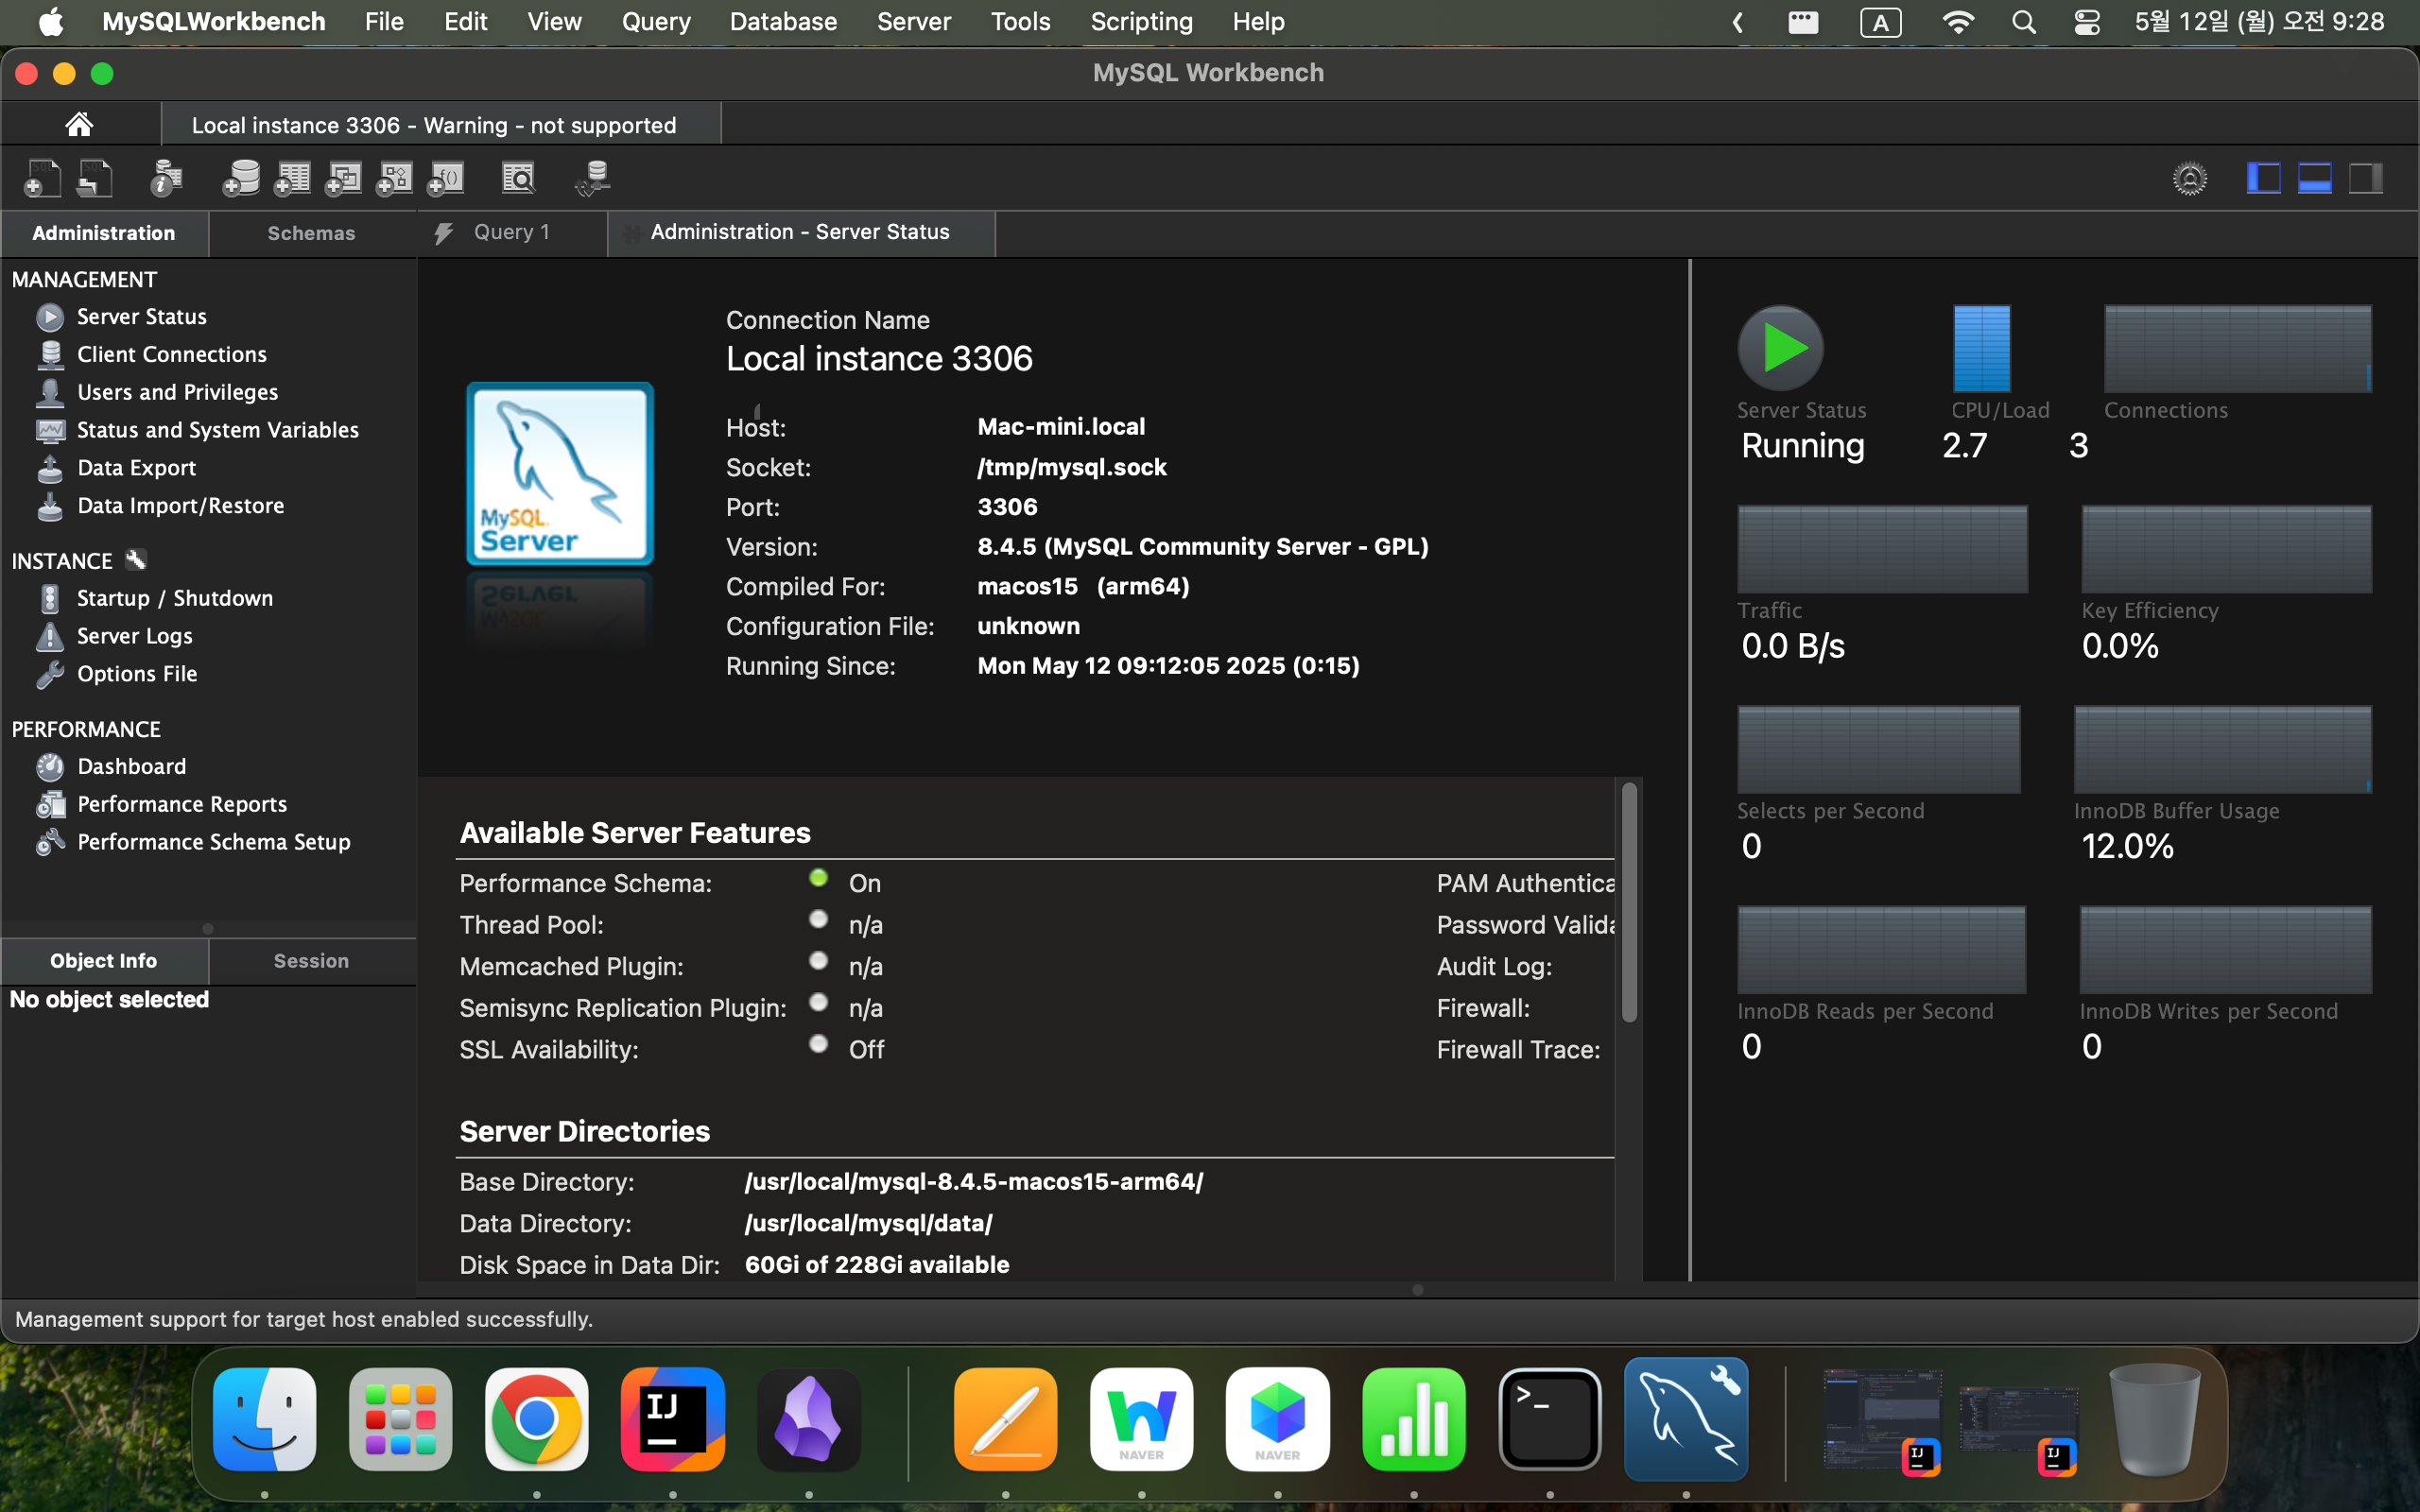 MySQLWorkbench File Edit View Query Database Server Tools Scripting Help A 5월 12일 (월) 오전 9:28
MySQL Workbench
Local instance 3306 - Warning - not supported
Administration Schemas Query 1 Administration - Server Status
MANAGEMENT
Server Status
Client Connections
Users and Privileges
Status and System Variables
Data Export
Data Import/Restore
INSTANCE
Startup / Shutdown
Server Logs
Options File
PERFORMANCE
Dashboard
Performance Reports
Performance Schema Setup
Object Info Session
No object selected
MySQL
Server
Connection Name
Local instance 3306
Host: Mac-mini.local
Socket: /tmp/mysql.sock
Port: 3306
Version: 8.4.5 (MySQL Community Server - GPL)
Compiled For: macos15 (arm64)
Configuration File: unknown
Running Since: Mon May 12 09:12:05 2025 (0:15)
Available Server Features
Performance Schema: On PAM Authentica
Thread Pool: n/a Password Valida
Memcached Plugin: n/a Audit Log:
Semisync Replication Plugin: n/a Firewall:
SSL Availability: Off Firewall Trace:
Server Directories
Base Directory: /usr/local/mysql-8.4.5-macos15-arm64/
Data Directory: /usr/local/mysql/data/
Disk Space in Data Dir: 60Gi of 228Gi available
Server Status CPU/Load Connections
Running 2.7 3
Traffic Key Efficiency
0.0 B/s 0.0%
Selects per Second InnoDB Buffer Usage
0 12.0%
InnoDB Reads per Second InnoDB Writes per Second
0 0
Management support for target host enabled successfully.
IJ
NAVER
NAVER
>_
IJ
IJ